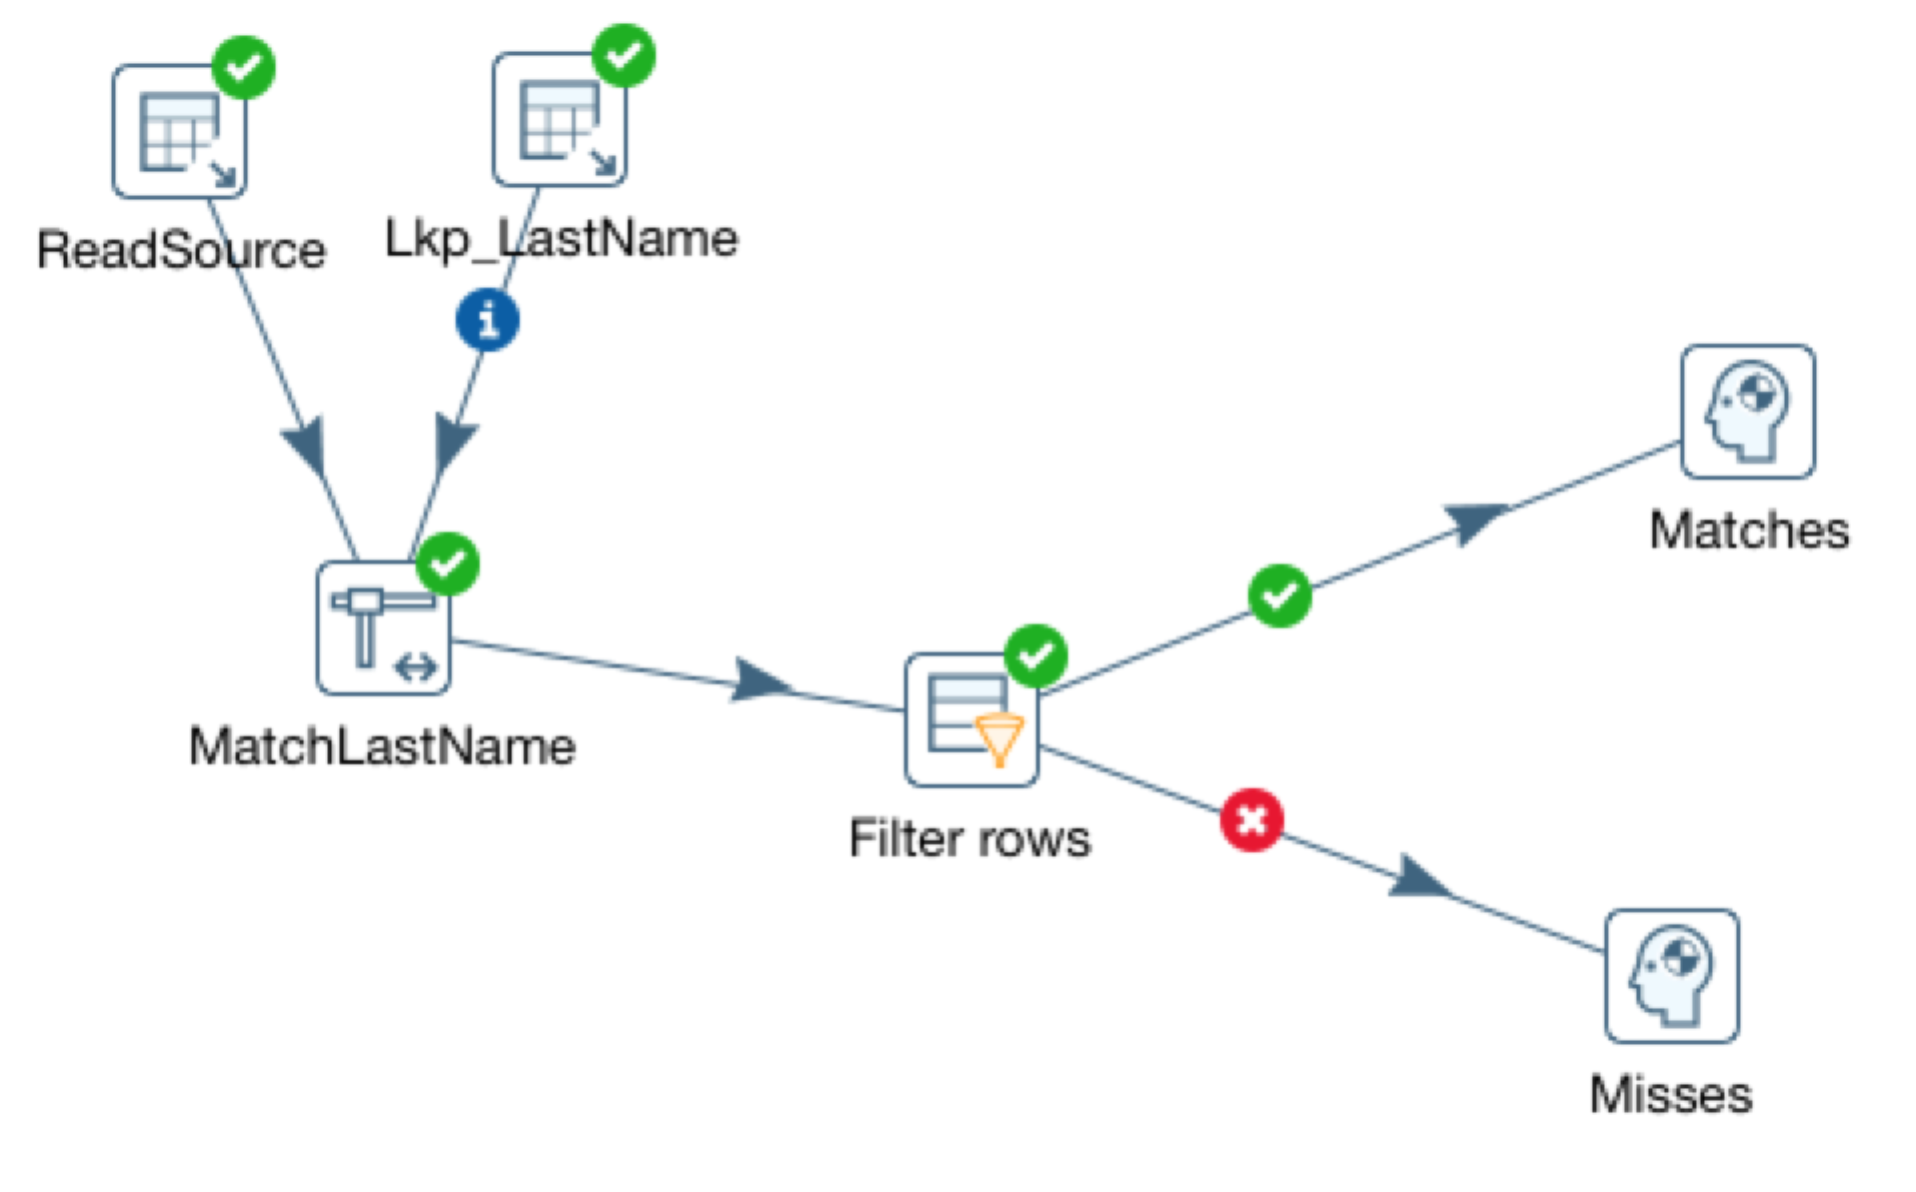 ReadSource
Lkp_LastName
MatchLastName
Filter rows
Matches
Misses